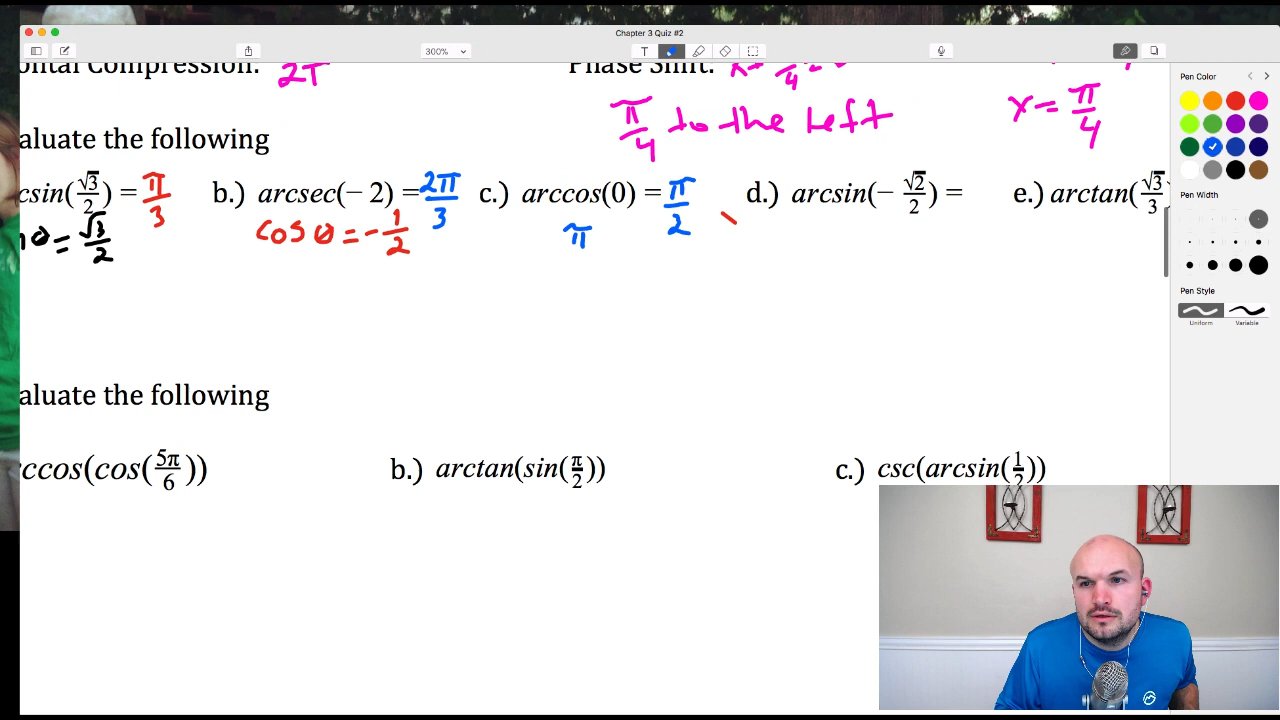 Chapter 3 Quiz #2
300%
T
Pen Color
ontal Compression:
2π
Phase Shift:
π/4 to the Left
x = π/4
aluate the following
csin(√3/2) = π/3
b.) arcsec(− 2) = 2π/3
c.) arccos(0) = π/2
d.) arcsin(− √2/2) =
e.) arctan(√3/3
θ = √3/2
cos θ = - 1/2
π
Pen Width
Pen Style
Uniform
Variable
aluate the following
ccos(cos(5π/6))
b.) arctan(sin(π/2))
c.) csc(arcsin(1/2))